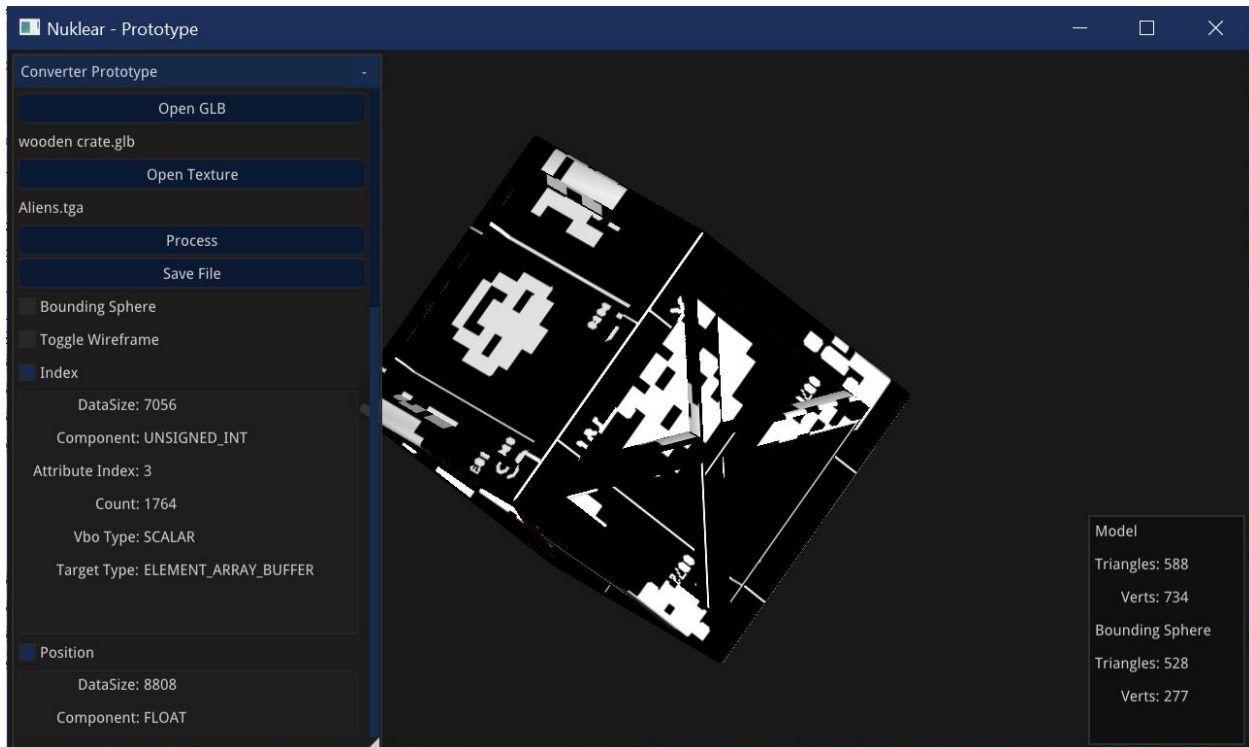 Nuklear - Prototype
Converter Prototype -
Open GLB
wooden crate.glb
Open Texture
Aliens.tga
Process
Save File
Bounding Sphere
Toggle Wireframe
Index
DataSize: 7056
Component: UNSIGNED_INT
Attribute Index: 3
Count: 1764
Vbo Type: SCALAR
Target Type: ELEMENT_ARRAY_BUFFER
Position
DataSize: 8808
Component: FLOAT
Model
Triangles: 588
Verts: 734
Bounding Sphere
Triangles: 528
Verts: 277